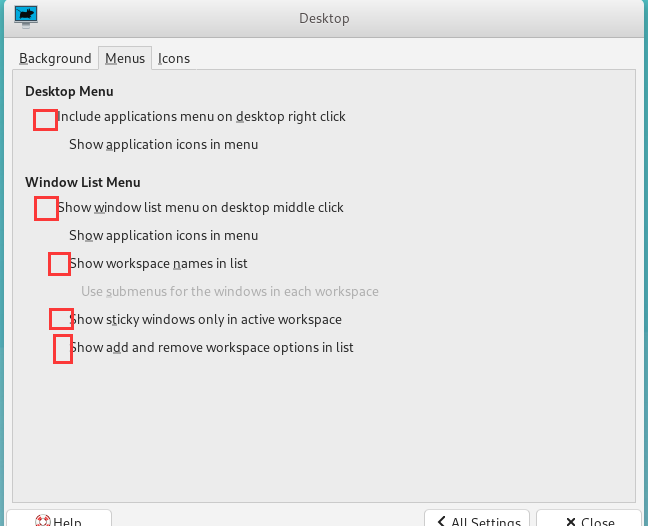 Desktop
Background Menus Icons
Desktop Menu
Include applications menu on desktop right click
Show application icons in menu
Window List Menu
Show window list menu on desktop middle click
Show application icons in menu
Show workspace names in list
Use submenus for the windows in each workspace
Show sticky windows only in active workspace
Show add and remove workspace options in list
Help All Settings Close